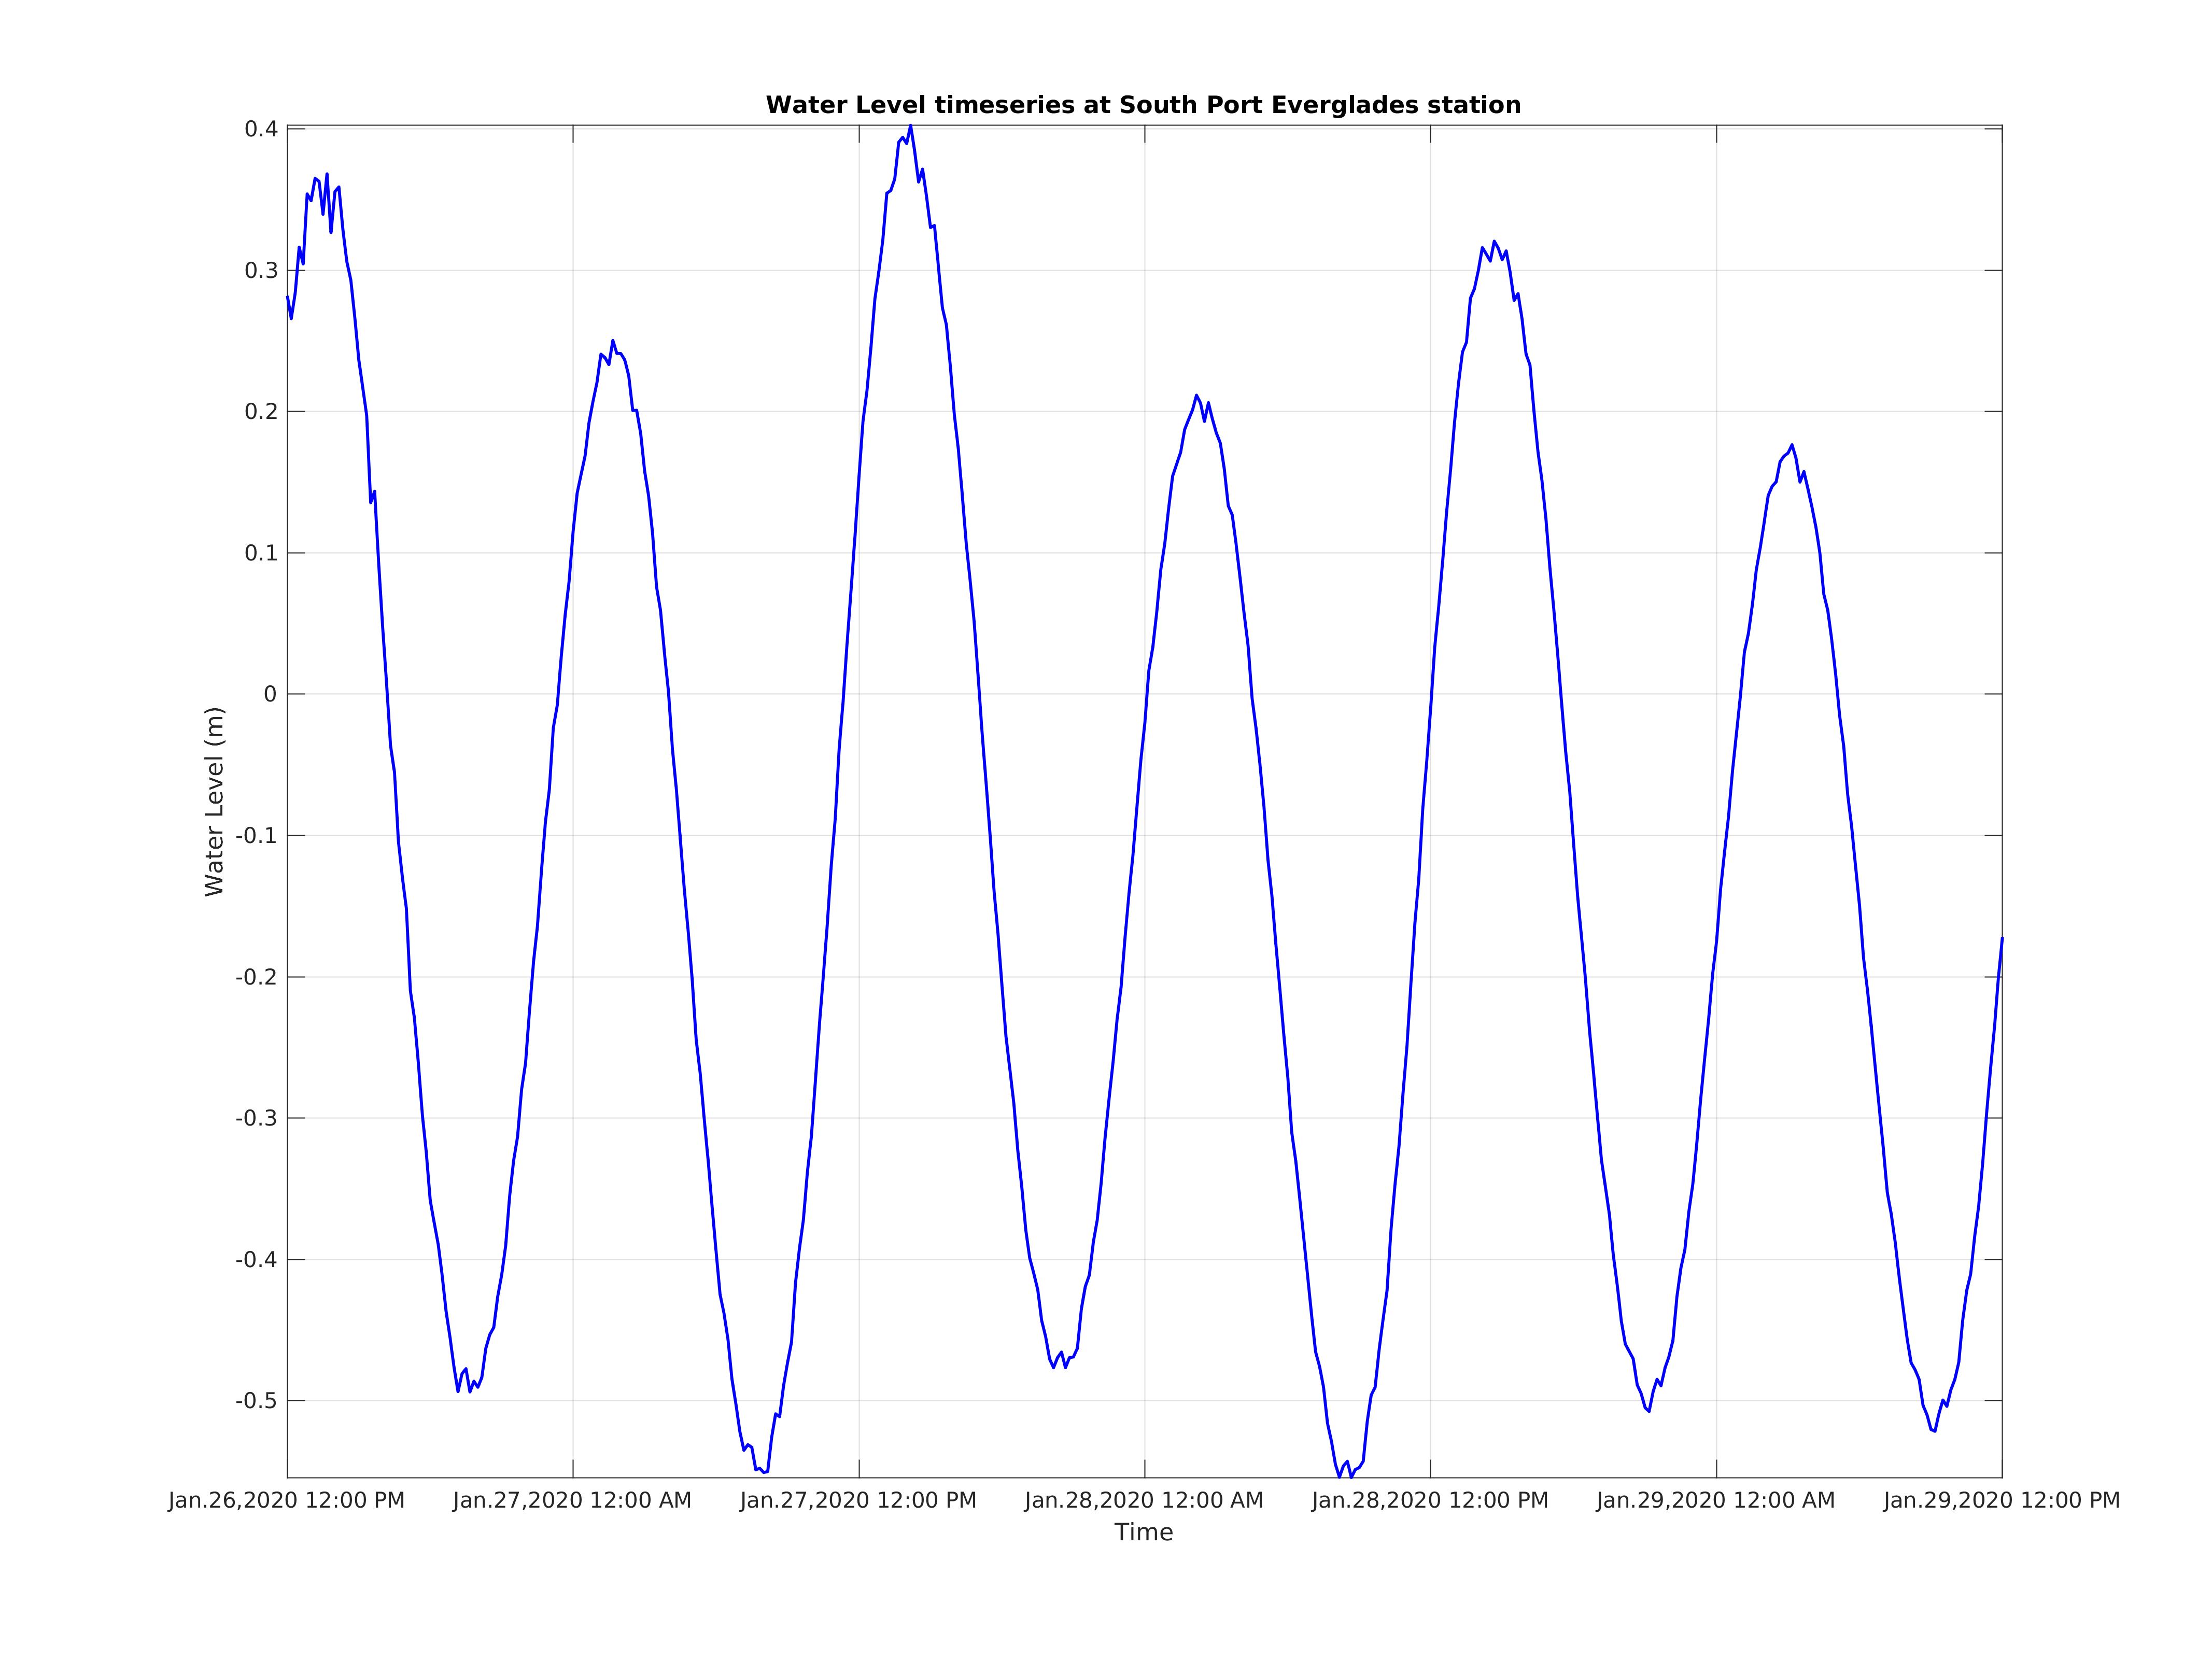 Water Level timeseries at South Port Everglades station
0.4
0.3
0.2
0.1
0
-0.1
-0.2
-0.3
-0.4
-0.5
Water Level (m)
Jan.26,2020 12:00 PM Jan.27,2020 12:00 AM Jan.27,2020 12:00 PM Jan.28,2020 12:00 AM Jan.28,2020 12:00 PM Jan.29,2020 12:00 AM Jan.29,2020 12:00 PM
Time